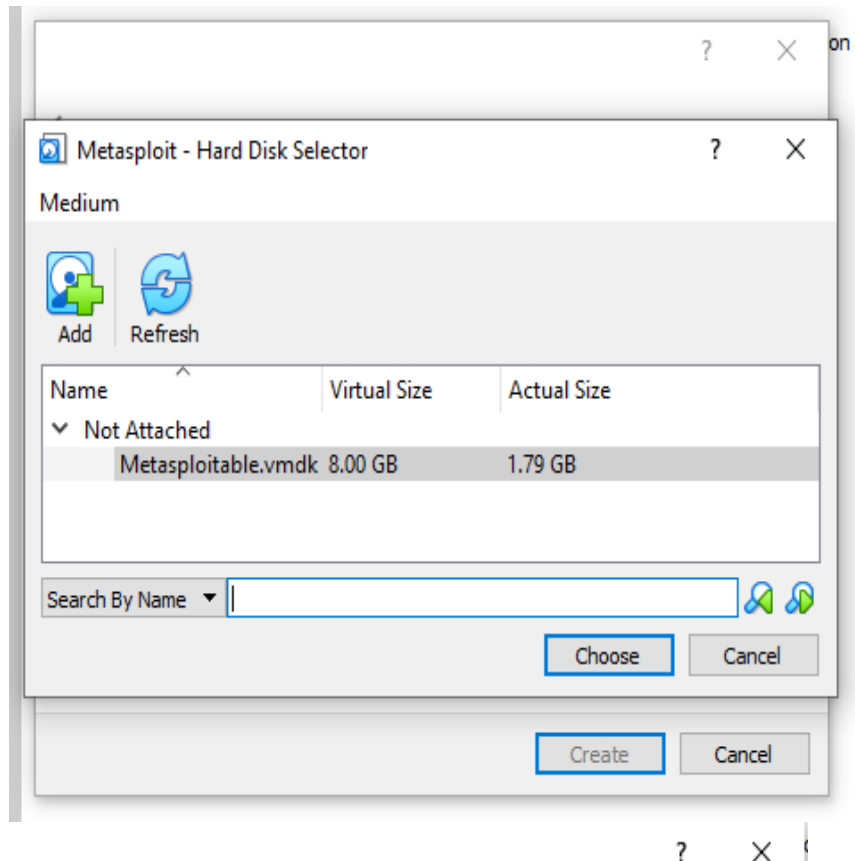 on
Metasploit - Hard Disk Selector
Medium
Add Refresh
Name Virtual Size Actual Size
Not Attached
Metasploitable.vmdk 8.00 GB 1.79 GB
Search By Name
Choose Cancel
Create Cancel